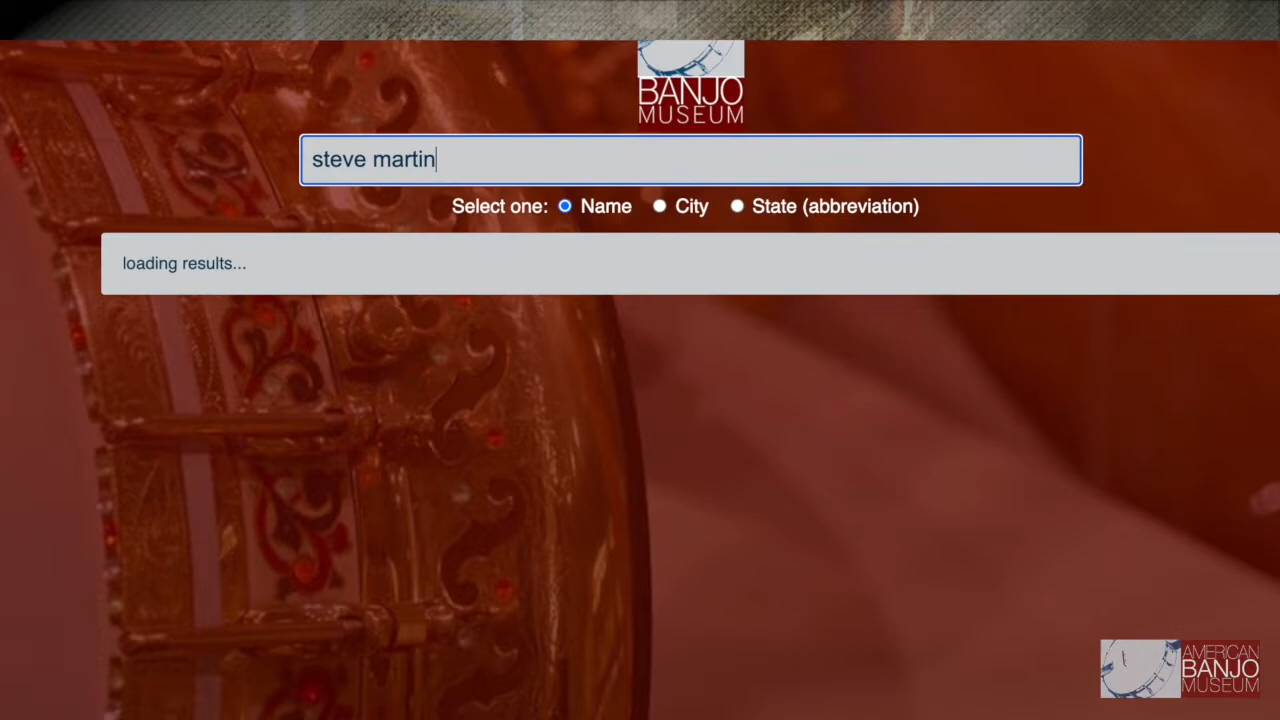 BANJO
MUSEUM
steve martin
Select one: Name City State (abbreviation)
loading results...
AMERICAN
BANJO
MUSEUM